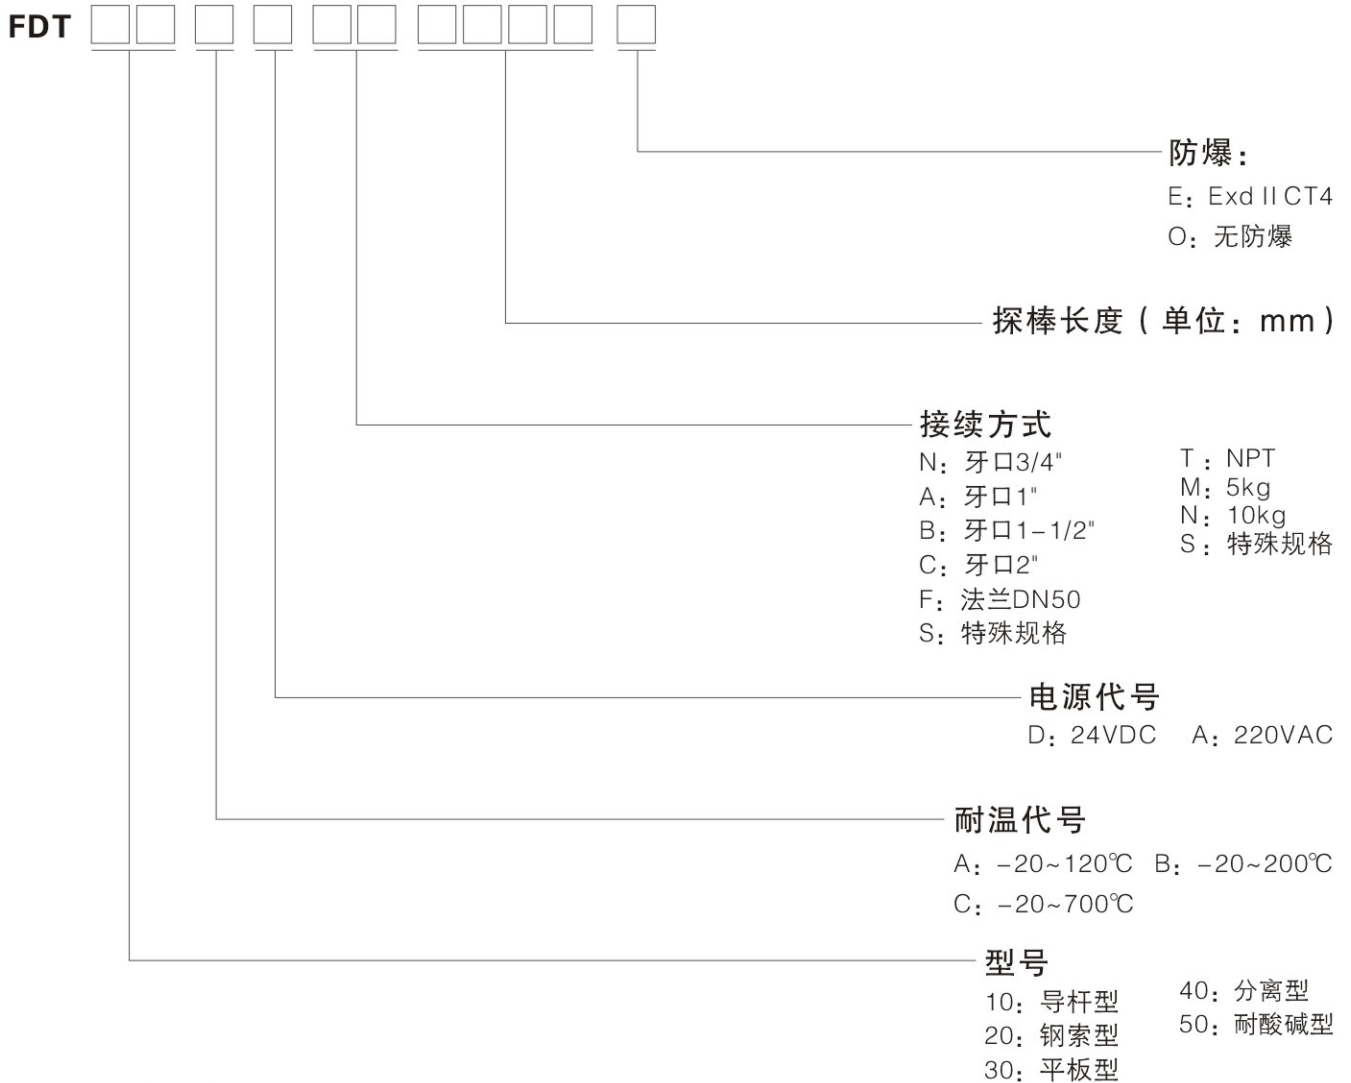 FDT □□ □ □ □□ □□□□ □
防爆:
E: Exd II CT4
O: 无防爆
探棒长度(单位: mm)
接续方式
N: 牙口3/4"
A: 牙口1"
B: 牙口1-1/2"
C: 牙口2"
F: 法兰DN50
S: 特殊规格
T: NPT
M: 5kg
N: 10kg
S: 特殊规格
电源代号
D: 24VDC A: 220VAC
耐温代号
A: -20~120℃ B: -20~200℃
C: -20~700℃
型号
10: 导杆型
20: 钢索型
30: 平板型
40: 分离型
50: 耐酸碱型